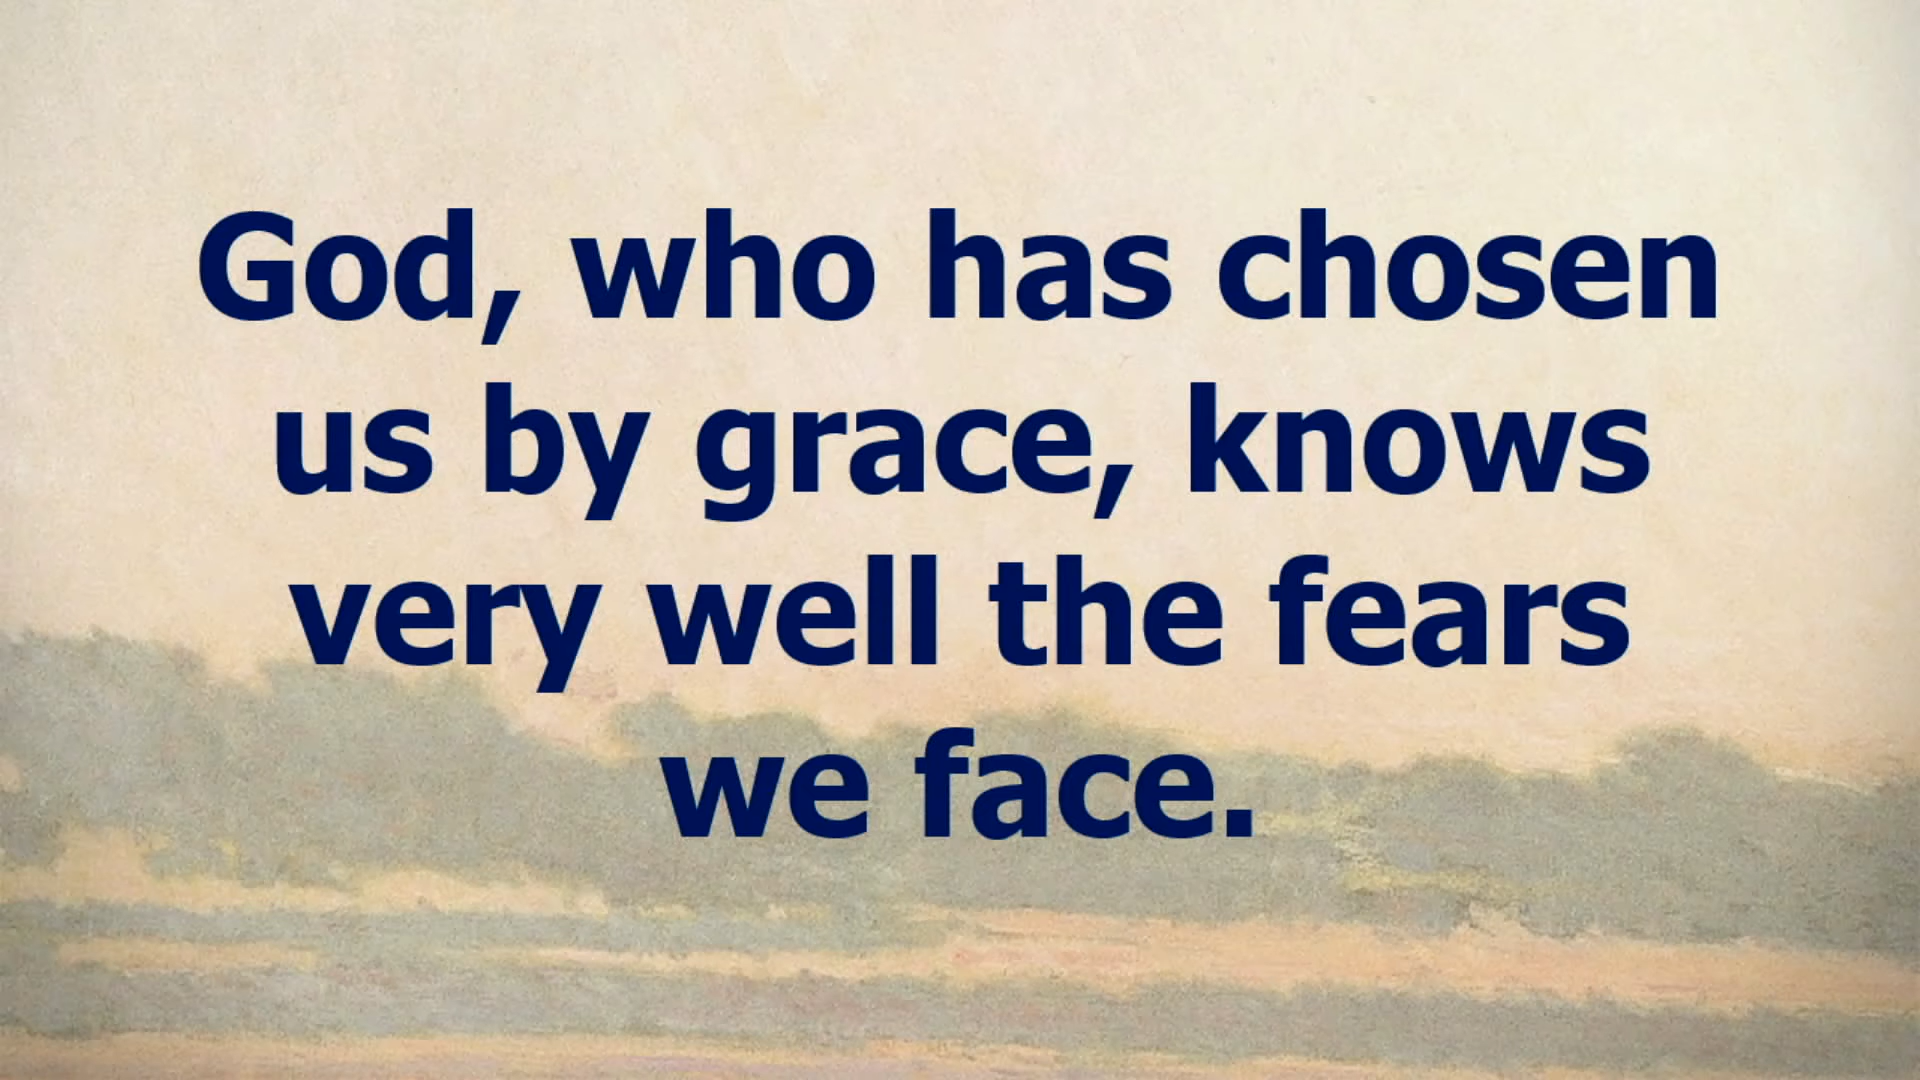 God, who has chosen
us by grace, knows
very well the fears
we face.